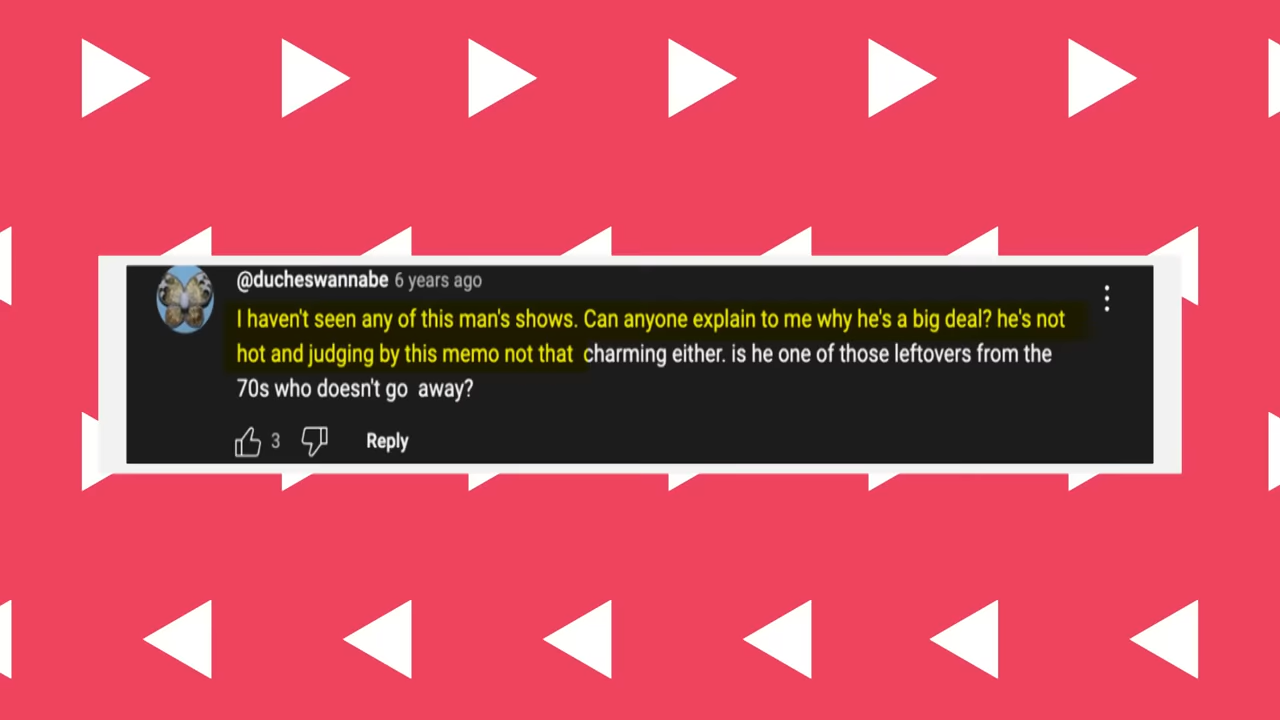 @ducheswannabe 6 years ago
I haven't seen any of this man's shows. Can anyone explain to me why he's a big deal? he's not
hot and judging by this memo not that charming either. is he one of those leftovers from the
70s who doesn't go away?
3 Reply